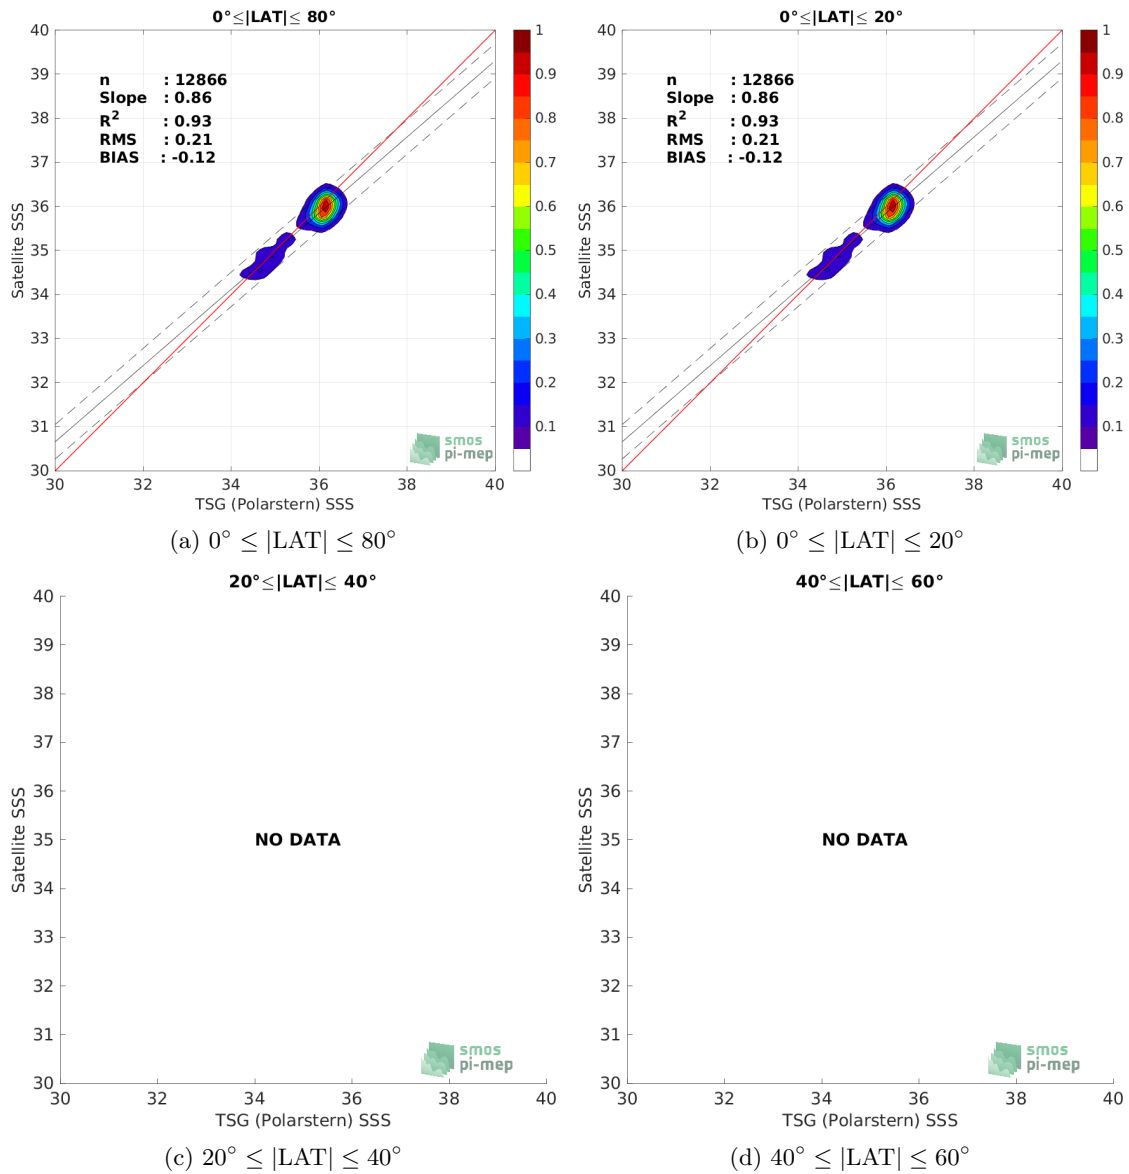 0°≤|LAT|≤ 80°
40
39
38
37
36
35
34
33
32
31
30
Satellite SSS
n : 12866
Slope : 0.86
R2 : 0.93
RMS : 0.21
BIAS : -0.12
smos
pi-mep
30 32 34 36 38 40
TSG (Polarstern) SSS
1
0.9
0.8
0.7
0.6
0.5
0.4
0.3
0.2
0.1
(a) 0° ≤ |LAT| ≤ 80°
0°≤|LAT|≤ 20°
40
39
38
37
36
35
34
33
32
31
30
Satellite SSS
n : 12866
Slope : 0.86
R2 : 0.93
RMS : 0.21
BIAS : -0.12
smos
pi-mep
30 32 34 36 38 40
TSG (Polarstern) SSS
1
0.9
0.8
0.7
0.6
0.5
0.4
0.3
0.2
0.1
(b) 0° ≤ |LAT| ≤ 20°
20°≤|LAT|≤ 40°
40
39
38
37
36
35
34
33
32
31
30
Satellite SSS
NO DATA
smos
pi-mep
30 32 34 36 38 40
TSG (Polarstern) SSS
(c) 20° ≤ |LAT| ≤ 40°
40°≤|LAT|≤ 60°
40
39
38
37
36
35
34
33
32
31
30
Satellite SSS
NO DATA
smos
pi-mep
30 32 34 36 38 40
TSG (Polarstern) SSS
(d) 40° ≤ |LAT| ≤ 60°